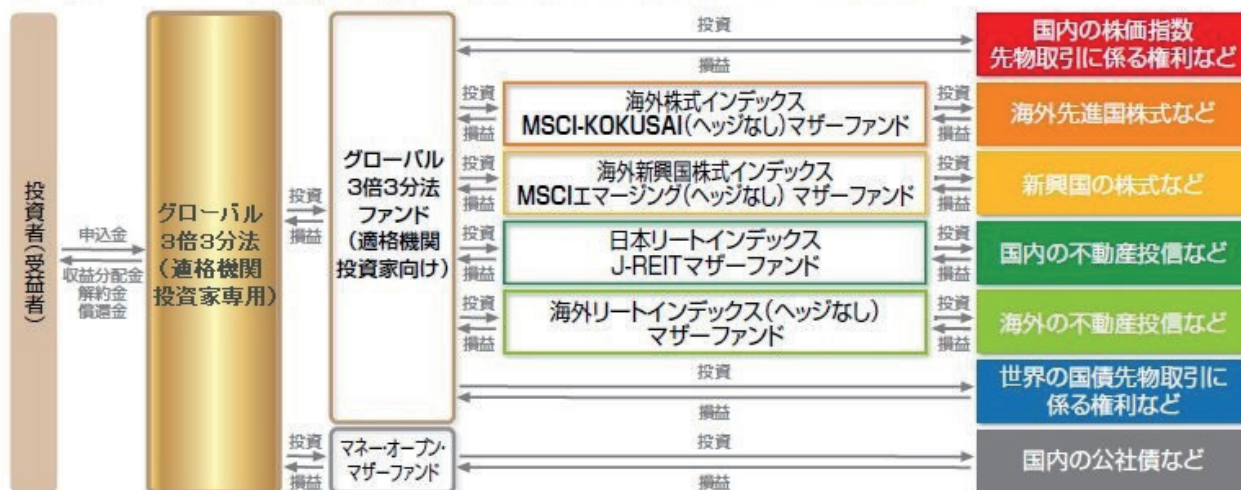 投資者(受益者)
申込金
収益分配金
解約金
償還金
グローバル
3倍3分法
(適格機関
投資家専用)
投資
損益
グローバル
3倍3分法
ファンド
(適格機関
投資家向け)
投資
損益
国内の株価指数
先物取引に係る権利など
投資
損益
海外株式インデックス
MSCI-KOKUSAI(ヘッジなし)マザーファンド
投資
損益
海外先進国株式など
投資
損益
海外新興国株式インデックス
MSCIエマージング(ヘッジなし) マザーファンド
投資
損益
新興国の株式など
投資
損益
日本リートインデックス
J-REITマザーファンド
投資
損益
国内の不動産投信など
投資
損益
海外リートインデックス(ヘッジなし)
マザーファンド
投資
損益
海外の不動産投信など
投資
損益
世界の国債先物取引に
係る権利など
投資
損益
マネー・オープン・
マザーファンド
投資
損益
国内の公社債など